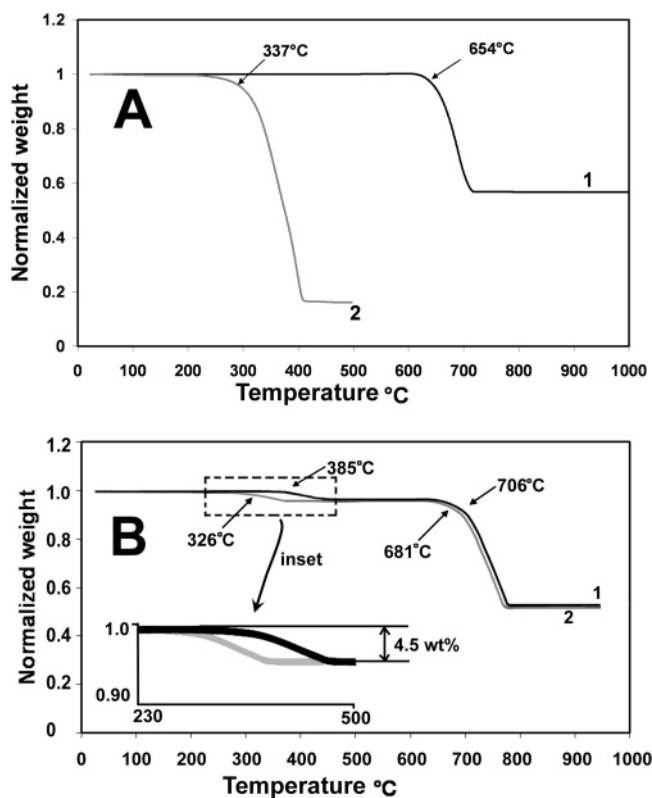 1.2
337°C
654°C
1
A
0.8
0.6
1
0.4
0.2
2
0
0 100 200 300 400 500 600 700 800 900 1000
Temperature °C
Normalized weight
1.2
385°C
706°C
1.0
B
326°C
681°C
0.8
inset
0.6
1
2
1.0
4.5 wt%
0.4
0.90
230
500
0.2
0
0 100 200 300 400 500 600 700 800 900 1000
Temperature °C
Normalized weight